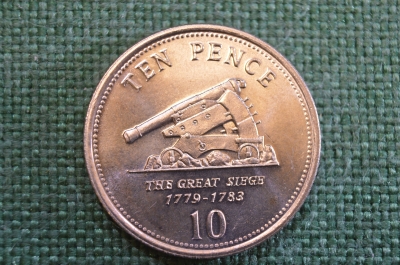 TEN PENCE
THE GREAT SIEGE
1779-1783
10